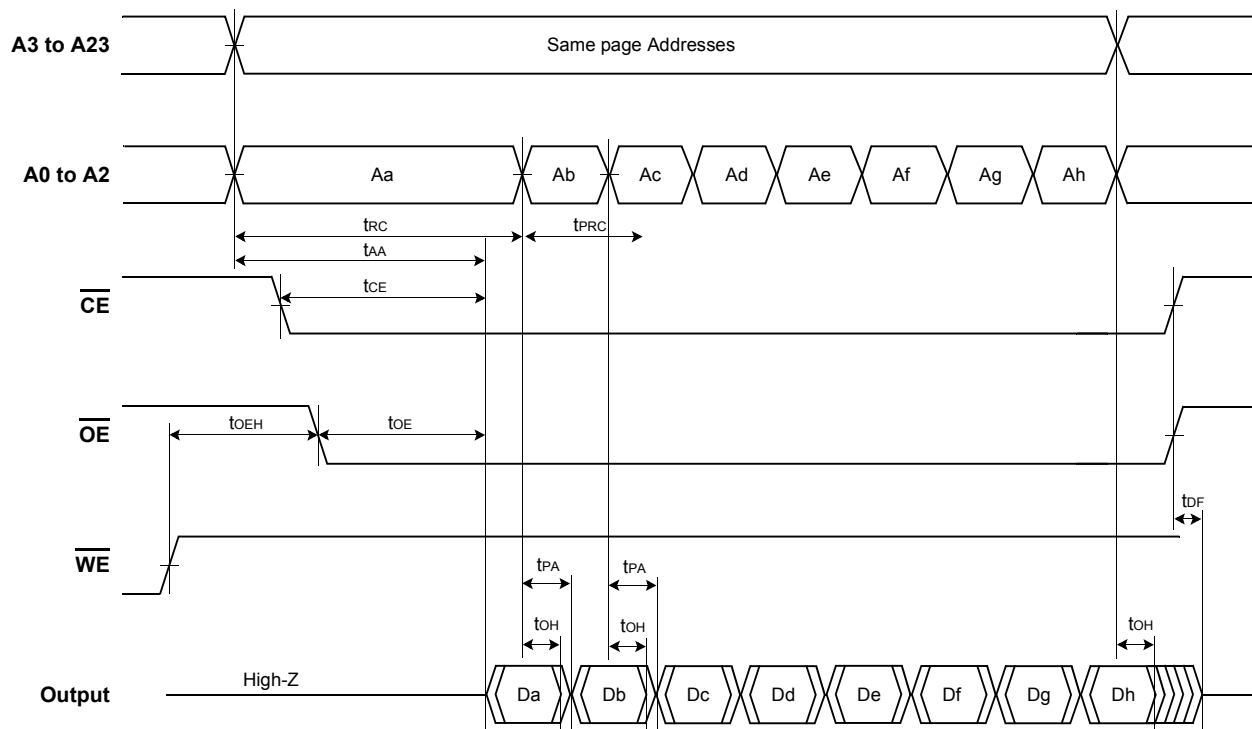 A3 to A23
Same page Addresses
A0 to A2
Aa
Ab
Ac
Ad
Ae
Af
Ag
Ah
tRC
tPRC
tAA
CE
tCE
OE
tOEH
tOE
tDF
WE
tPA
tPA
tOH
tOH
tOH
Output
High-Z
Da
Db
Dc
Dd
De
Df
Dg
Dh